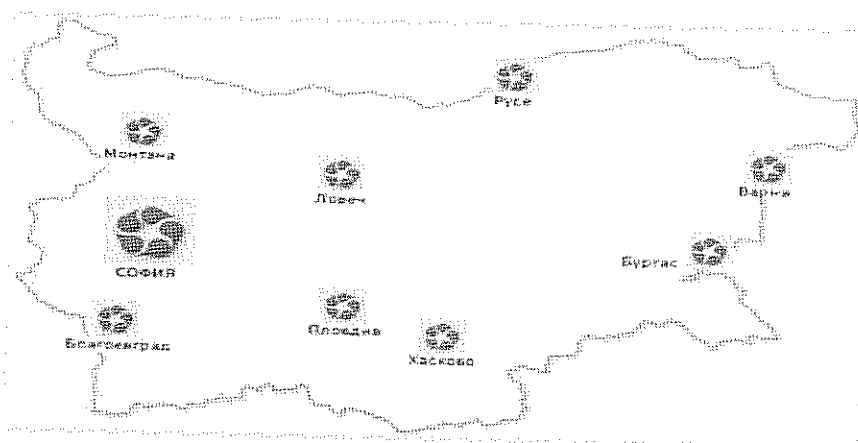 Русе
Монтана
Ловеч
Варна
Бургас
СОФИЯ
Пловдив
Благоевград
Хасково